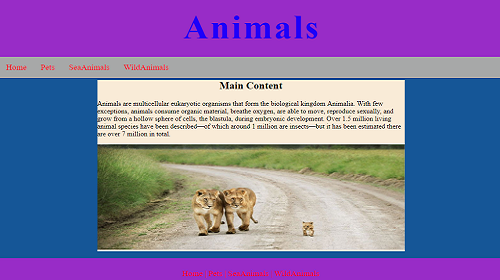 Animals
Home Pets SeaAnimals WildAnimals
Main Content
Animals are multicellular eukaryotic organisms that form the biological kingdom Animalia. With few
exceptions, animals consume organic material, breathe oxygen, are able to move, reproduce sexually, and
grow from a hollow sphere of cells, the blastula, during embryonic development. Over 1.5 million living
animal species have been described—of which around 1 million are insects—but it has been estimated there
are over 7 million in total.